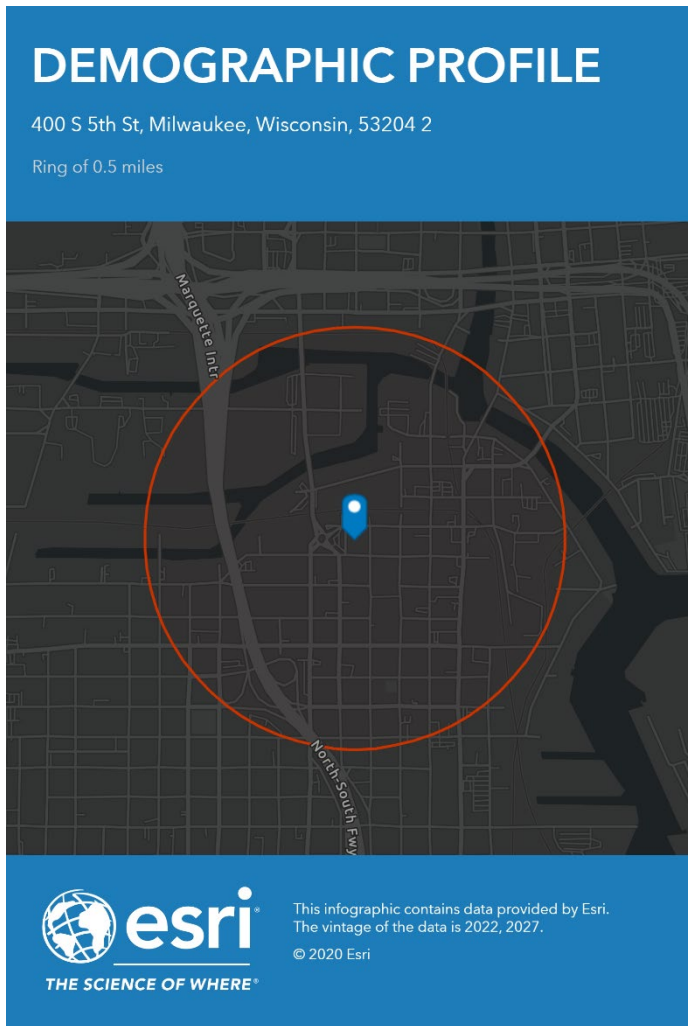 DEMOGRAPHIC PROFILE
400 S 5th St, Milwaukee, Wisconsin, 53204 2
Ring of 0.5 miles
Marquette Intr
North-South Fwy
esri®
THE SCIENCE OF WHERE®
This infographic contains data provided by Esri.
The vintage of the data is 2022, 2027.
© 2020 Esri